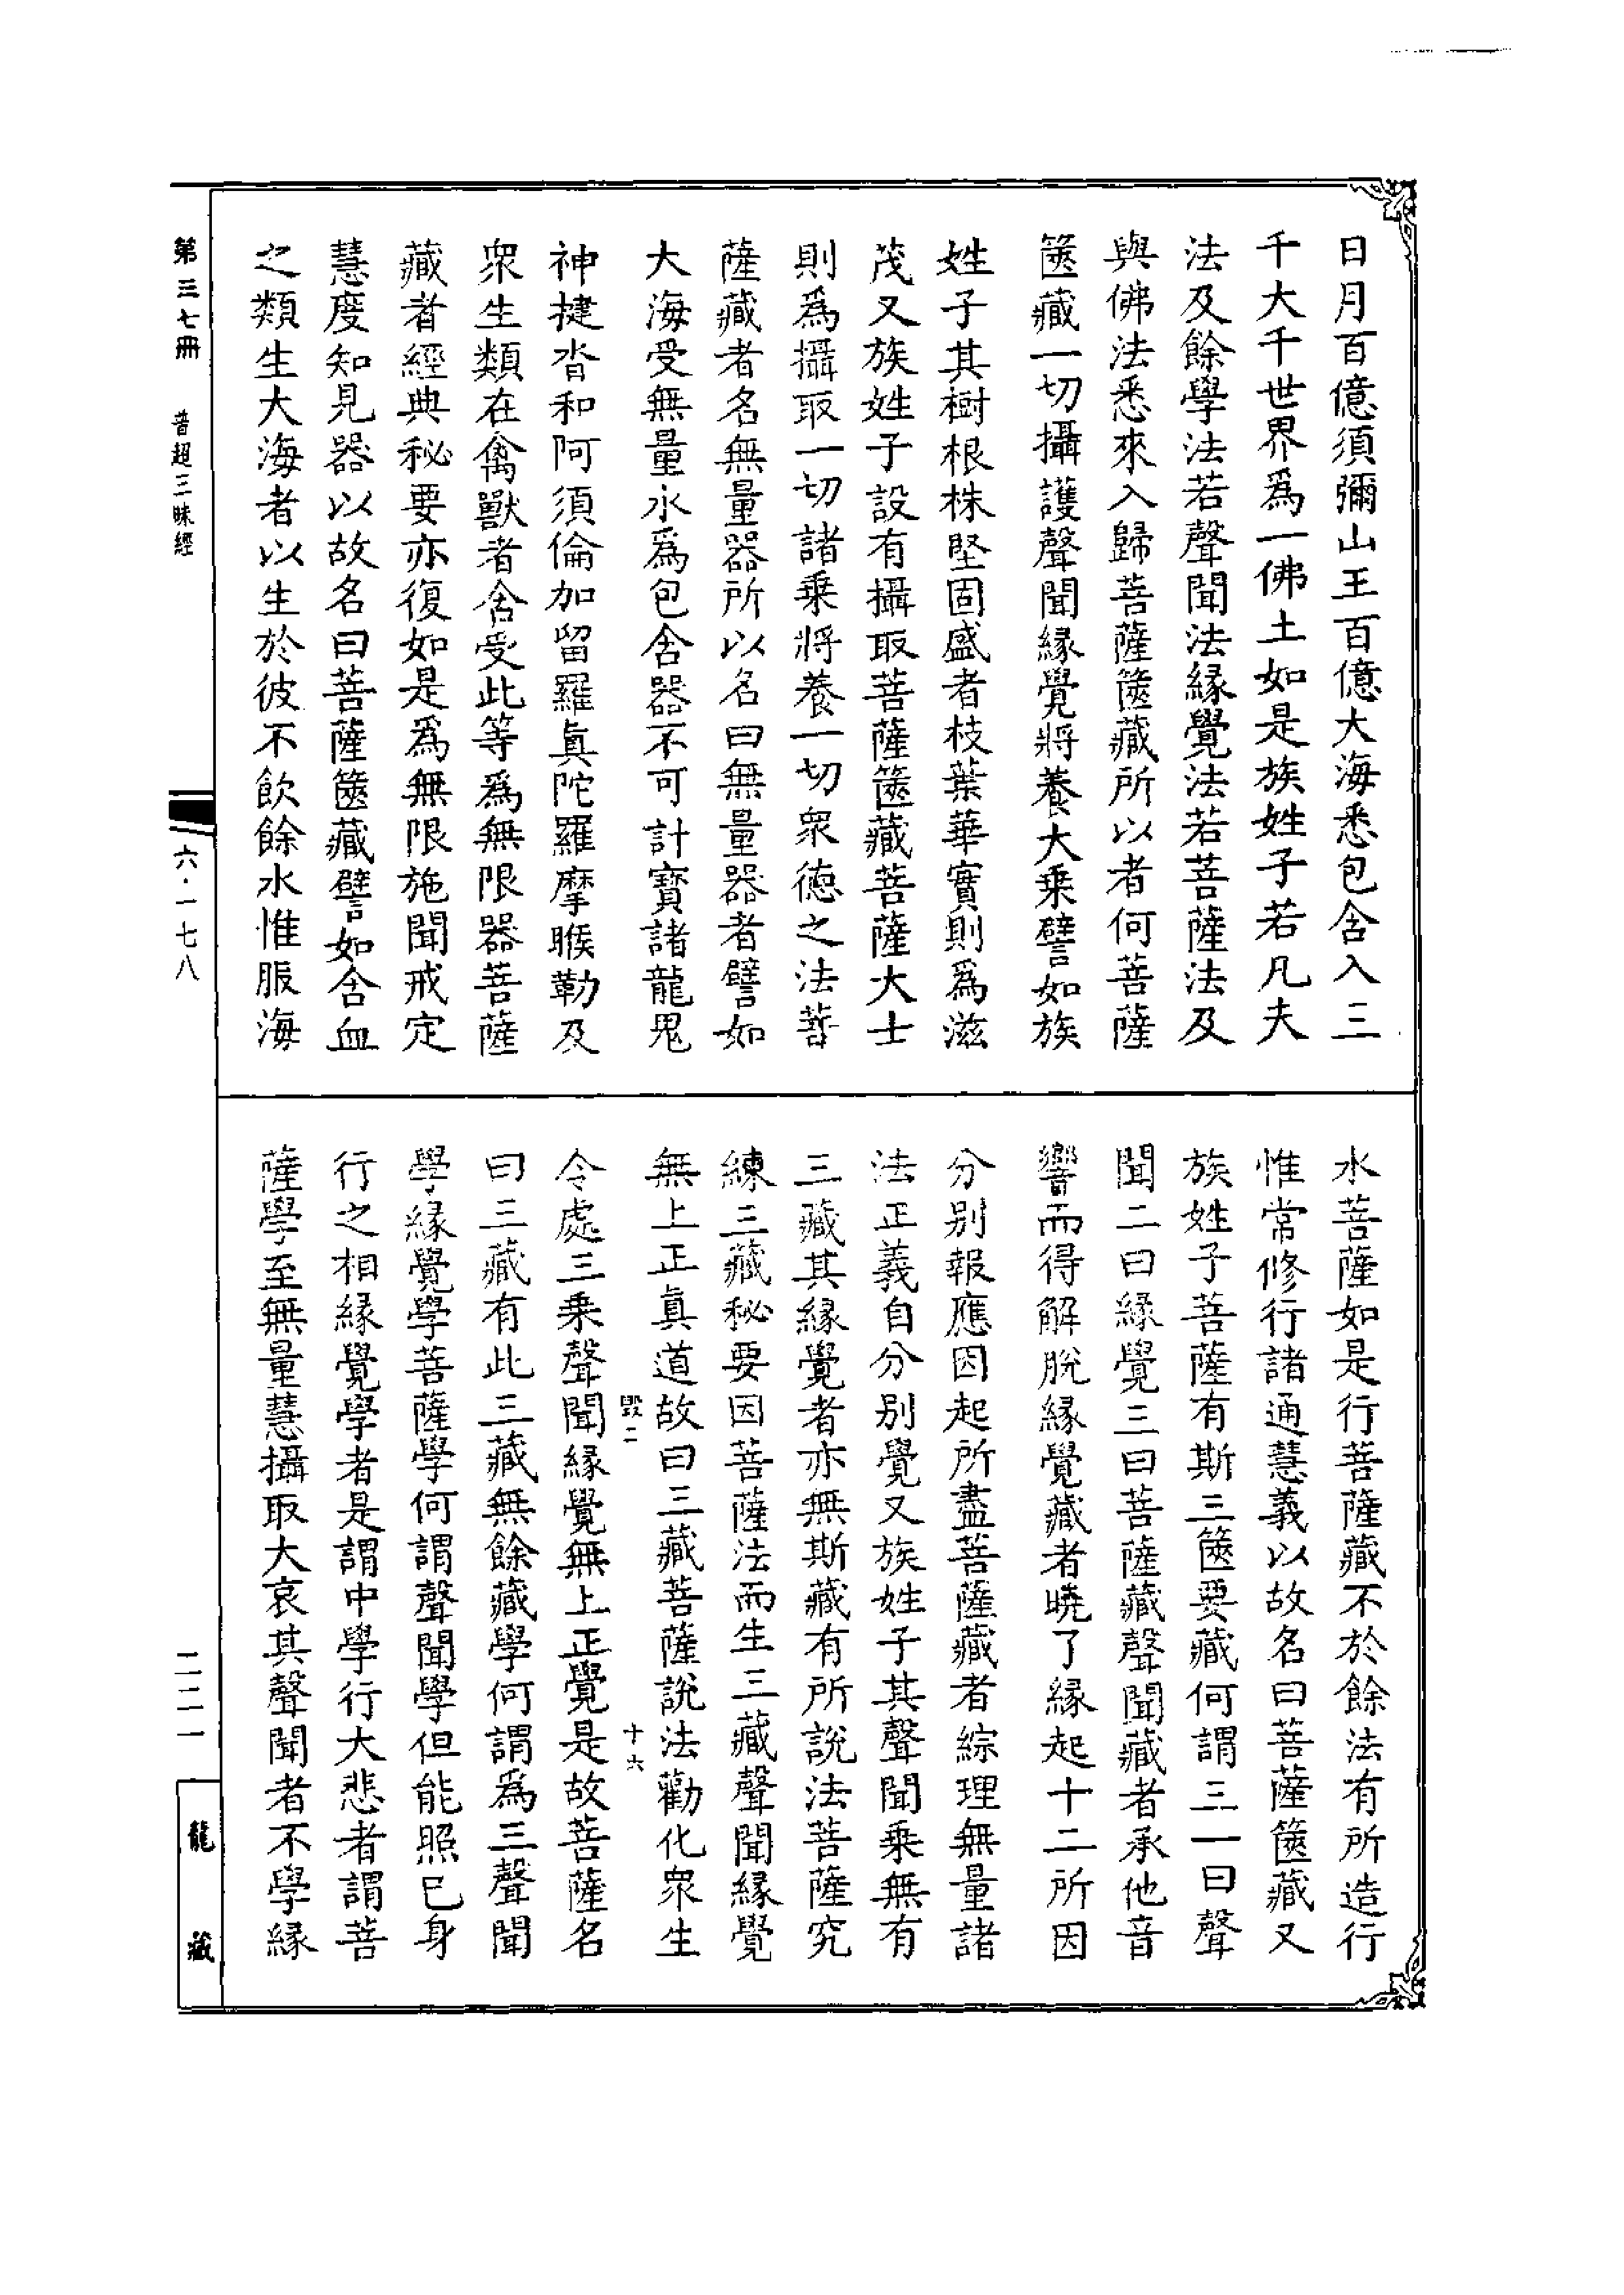 日月百億須彌山王百億大海悉包含入三
千大千世界爲一佛土如是族姓子若凡夫
法及餘學法若聲聞法緣覺法若菩薩法及
與佛法悉來入歸菩薩篋藏所以者何菩薩
篋藏一切攝護聲聞緣覺將養大乘譬如族
姓子其樹根株堅固盛者枝葉華實則爲滋
茂又族姓子設有攝取菩薩篋藏菩薩大士
則爲攝取一切諸乘將養一切衆德之法菩
薩藏者名無量器所以名曰無量器者譬如
大海受無量水爲包含器不可計寶諸龍鬼
神揵沓和阿須倫加留羅眞陀羅摩睺勒及
衆生類在禽獸者含受此等爲無限器菩薩
藏者經典秘要亦復如是爲無限施聞戒定
慧度知見器以故名曰菩薩篋藏譬如含血
之類生大海者以生於彼不飲餘水惟服海
水菩薩如是行菩薩藏不於餘法有所造行
惟常修行諸通慧義以故名曰菩薩篋藏又
族姓子菩薩有斯三篋要藏何謂三一曰聲
聞二曰緣覺三曰菩薩藏聲聞藏者承他音
響而得解脫緣覺藏者曉了緣起十二所因
分別報應因起所盡菩薩藏者綜理無量諸
法正義自分別覺又族姓子其聲聞乘無有
三藏其緣覺者亦無斯藏有所說法菩薩究
練三藏秘要因菩薩法而生三藏聲聞緣覺
無上正眞道故曰三藏菩薩說法勸化衆生
毀二
十六
令處三乘聲聞緣覺無上正覺是故菩薩名
曰三藏有此三藏無餘藏學何謂爲三聲聞
學緣覺學菩薩學何謂聲聞學但能照已身
行之相緣覺學者是謂中學行大悲者謂菩
薩學至無量慧攝取大哀其聲聞者不學緣
第三七冊
普超三昧經
六·一七八
二二一
龍藏